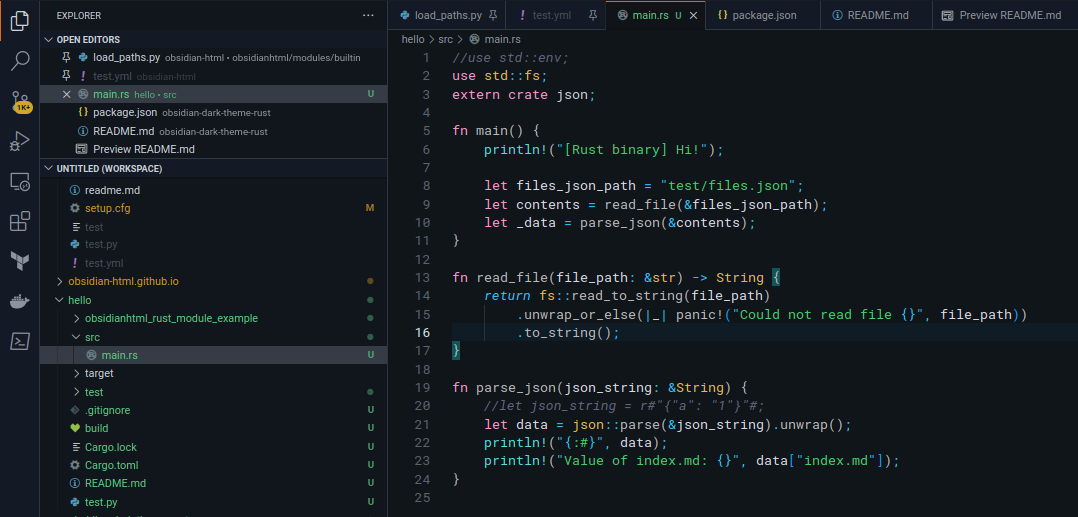 EXPLORER ...
OPEN EDITORS
load_paths.py obsidian-html • obsidianhtml/modules/builtin
! test.yml obsidian-html
main.rs hello • src U
{} package.json obsidian-dark-theme-rust
README.md obsidian-dark-theme-rust
Preview README.md
UNTITLED (WORKSPACE)
readme.md
setup.cfg M
test
test.py
! test.yml
obsidian-html.github.io
hello
obsidianhtml_rust_module_example
src
main.rs U
target
test
.gitignore U
build U
Cargo.lock U
Cargo.toml U
README.md U
test.py U
1K+
load_paths.py ! test.yml main.rs U {} package.json README.md Preview README.md
hello > src > main.rs
1 //use std::env;
2 use std::fs;
3 extern crate json;
4
5 fn main() {
6 println!("[Rust binary] Hi!");
7
8 let files_json_path = "test/files.json";
9 let contents = read_file(&files_json_path);
10 let _data = parse_json(&contents);
11 }
12
13 fn read_file(file_path: &str) -> String {
14 return fs::read_to_string(file_path)
15 .unwrap_or_else(|_| panic!("Could not read file {}", file_path))
16 .to_string();
17 }
18
19 fn parse_json(json_string: &String) {
20 //let json_string = r#"{"a": "1"}"#;
21 let data = json::parse(&json_string).unwrap();
22 println!("{:#}", data);
23 println!("Value of index.md: {}", data["index.md"]);
24 }
25